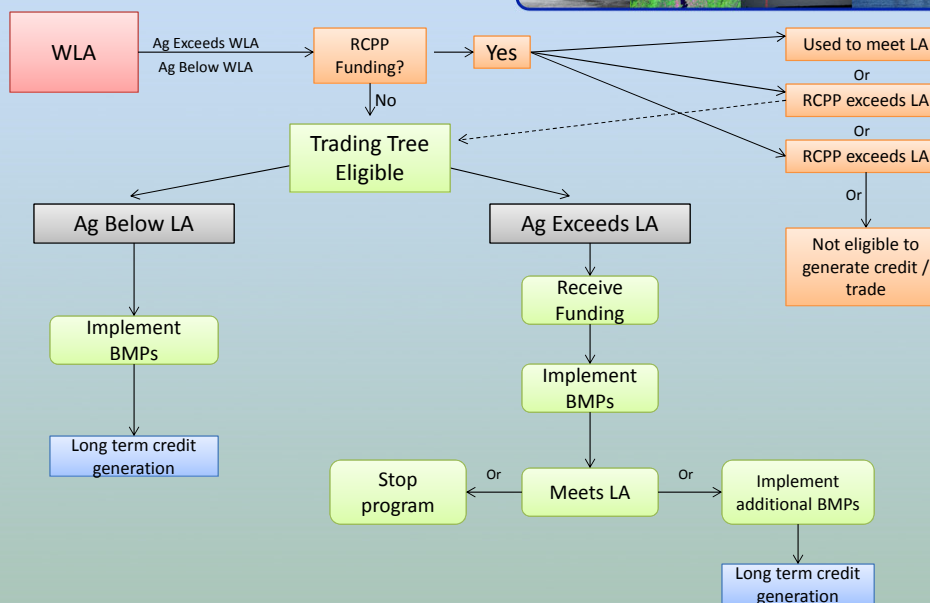 WLA
Ag Exceeds WLA
Ag Below WLA
RCPP
Funding?
Yes
Used to meet LA
Or
RCPP exceeds LA
Or
RCPP exceeds LA
Or
Not eligible to
generate credit /
trade
No
Trading Tree
Eligible
Ag Below LA
Ag Exceeds LA
Implement
BMPs
Long term credit
generation
Receive
Funding
Implement
BMPs
Stop
program
Or
Meets LA
Or
Implement
additional BMPs
Long term credit
generation